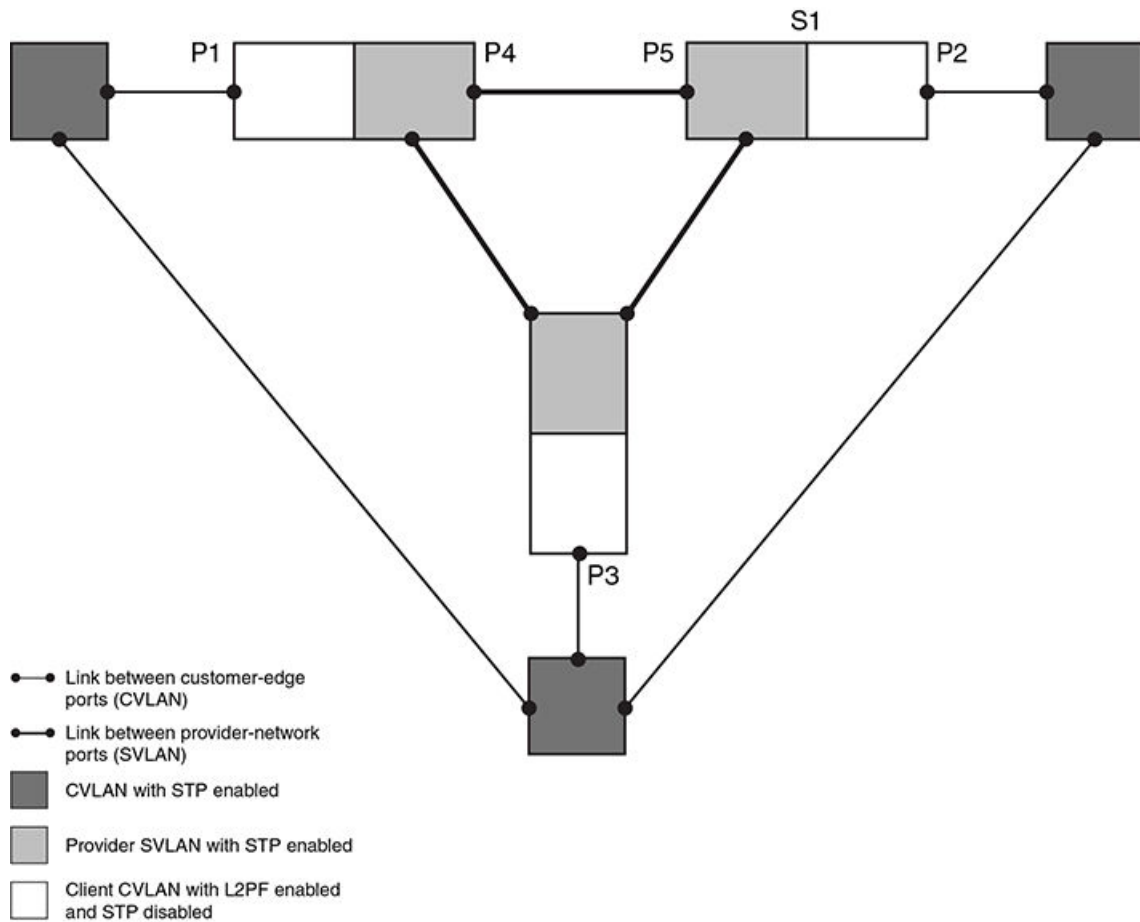 S1
P1
P4
P5
P2
P3
Link between customer-edge
ports (CVLAN)
Link between provider-network
ports (SVLAN)
CVLAN with STP enabled
Provider SVLAN with STP enabled
Client CVLAN with L2PF enabled
and STP disabled